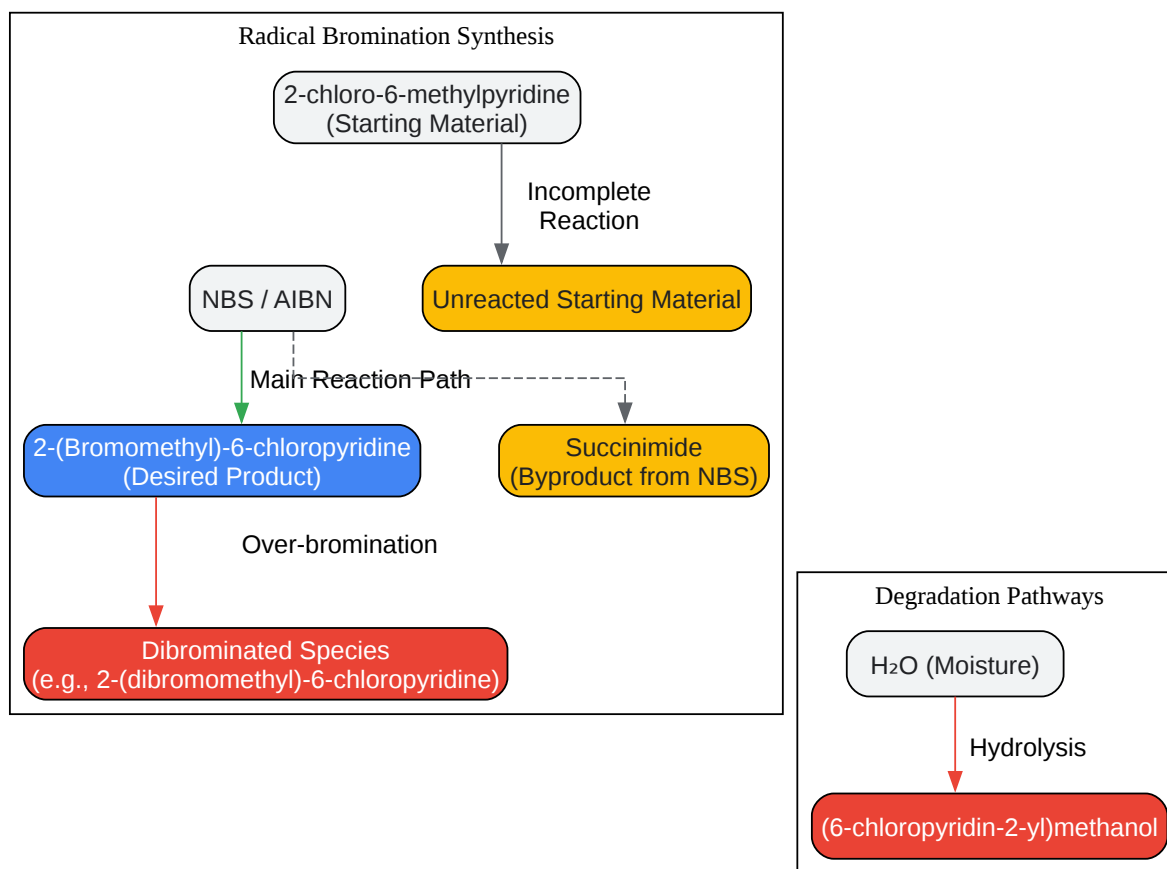 Radical Bromination Synthesis
2-chloro-6-methylpyridine
(Starting Material)
Incomplete
Reaction
NBS / AIBN
Unreacted Starting Material
Main Reaction Path
2-(Bromomethyl)-6-chloropyridine
(Desired Product)
Succinimide
(Byproduct from NBS)
Over-bromination
Dibrominated Species
(e.g., 2-(dibromomethyl)-6-chloropyridine)
Degradation Pathways
H₂O (Moisture)
Hydrolysis
(6-chloropyridin-2-yl)methanol